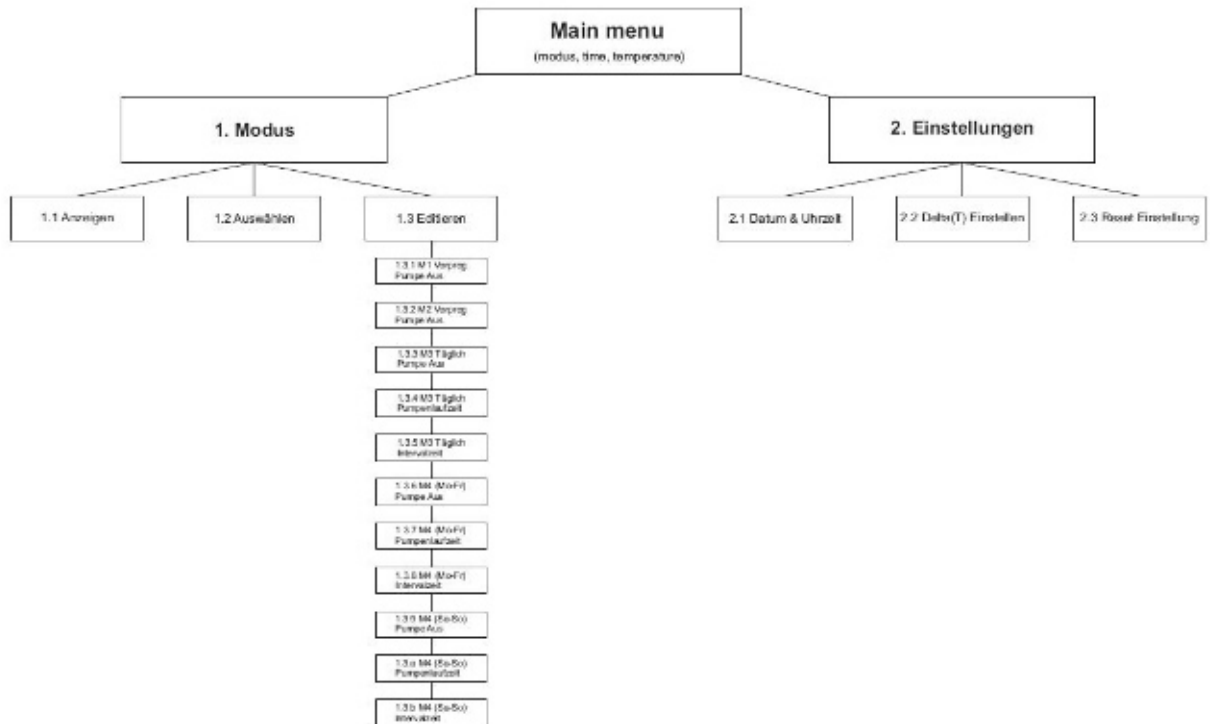 Main menu
(modus, time, temperature)
1. Modus
2. Einstellungen
1.1 Anzeigen
1.2 Auswählen
1.3 Editieren
2.1 Datum & Uhrzeit
2.2 Delta(T) Einstellen
2.3 Reset Einstellung
1.3.1 M1 Vorprog
Pumpe Aus
1.3.2 M2 Vorprog
Pumpe Aus
1.3.3 M3 Täglich
Pumpe Aus
1.3.4 M3 Täglich
Pumpenlaufzeit
1.3.5 M3 Täglich
Intervalzeit
1.3.6 M4 (Mo-Fr)
Pumpe Aus
1.3.7 M4 (Mo-Fr)
Pumpenlaufzeit
1.3.8 M4 (Mo-Fr)
Intervalzeit
1.3.9 M4 (Sa-So)
Pumpe Aus
1.3.a M4 (Sa-So)
Pumpenlaufzeit
1.3.b M4 (Sa-So)
Intervalzeit